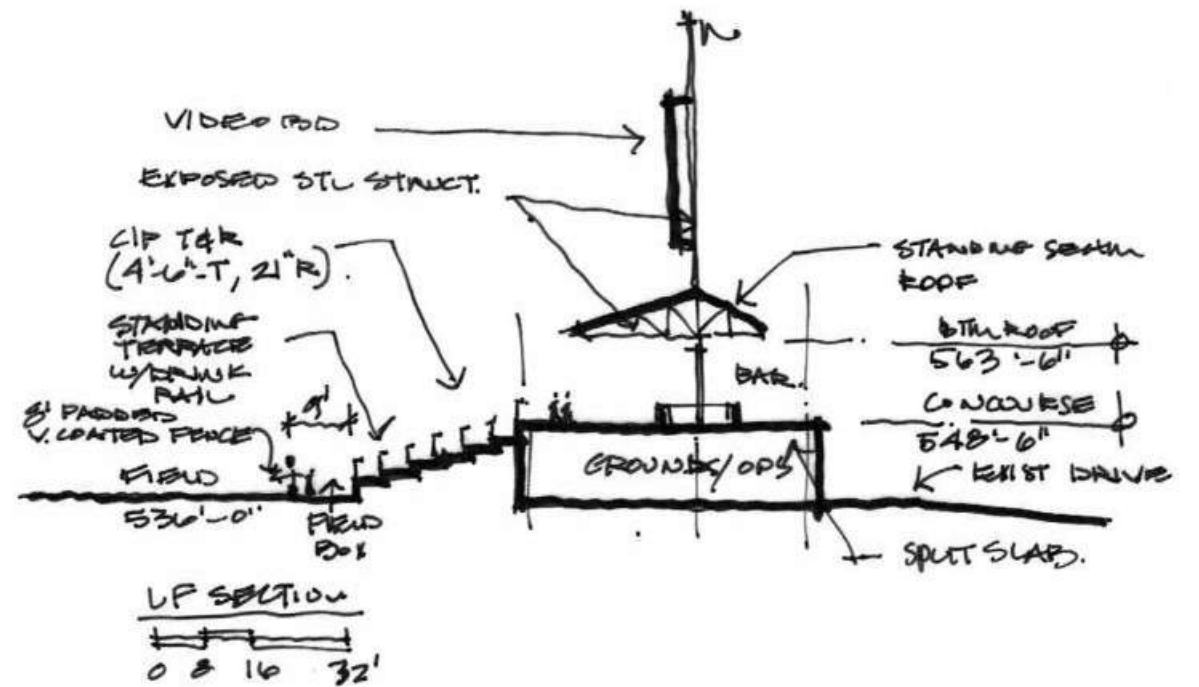 VIDEO BD
EXPOSED STL STRUCT.
CIP T&R
(4'-6"-T, 21"R).
STANDING
TERRACE
W/DRINK
RAIL
8' PADDED
V. COATED FENCE
9'
FIELD
536'-0"
FIELD
BOX
STANDING SEAM
ROOF
BTM ROOF
563'-6"
BAR.
CONCOURSE
548'-6"
GROUNDS/OPS
EXIST DRIVE
SPLIT SLAB.
LF SECTION
0 8 16 32'